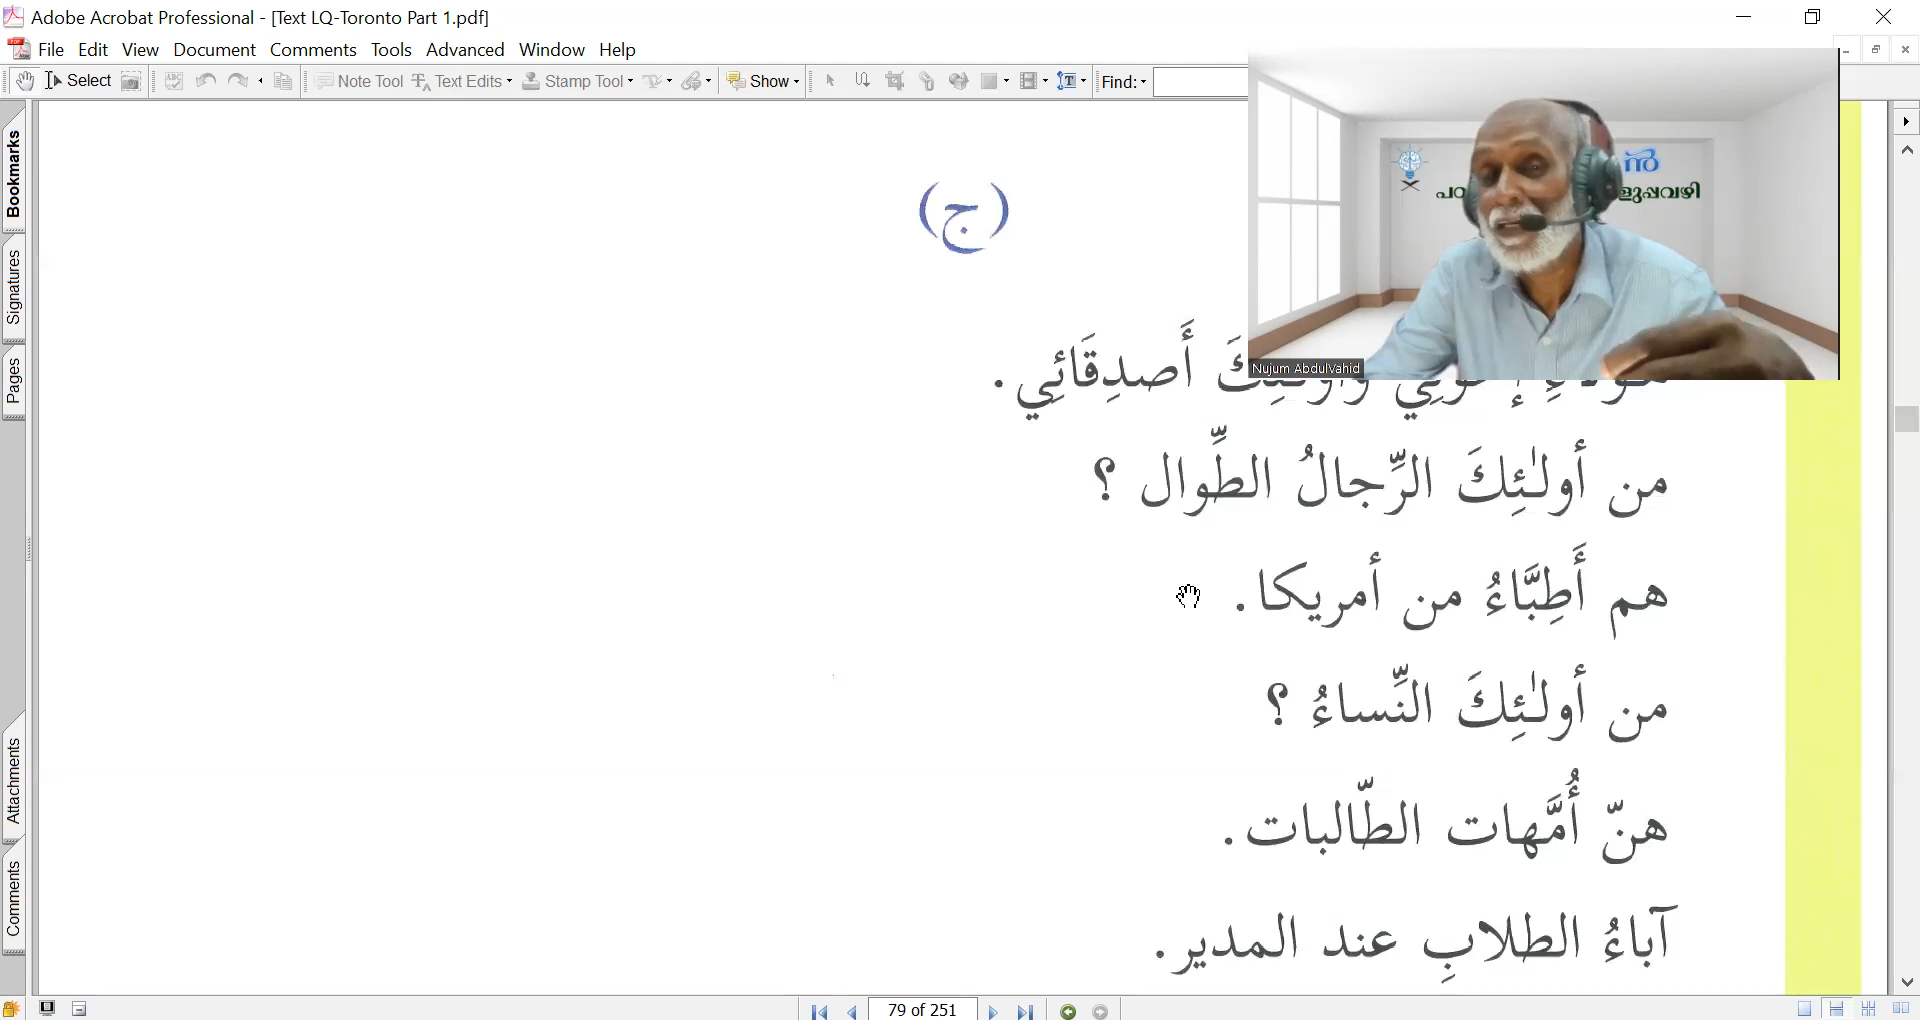 Adobe Acrobat Professional - [Text LQ-Toronto Part 1.pdf]
File Edit View Document Comments Tools Advanced Window Help
Select Note Tool Text Edits Stamp Tool Show Find:
Bookmarks
Signatures
Pages
Attachments
Comments
Nujum AbdulVahid
(ج)
أَصدِقَائِي .
من أولٰئِكَ الرِّجالُ الطِّوال ؟
هم أَطِبَّاءُ من أمريكا .
من أولٰئِكَ النِّساءُ ؟
هنّ أُمَّهات الطّالبات .
آباءُ الطلابِ عند المدير .
79 of 251